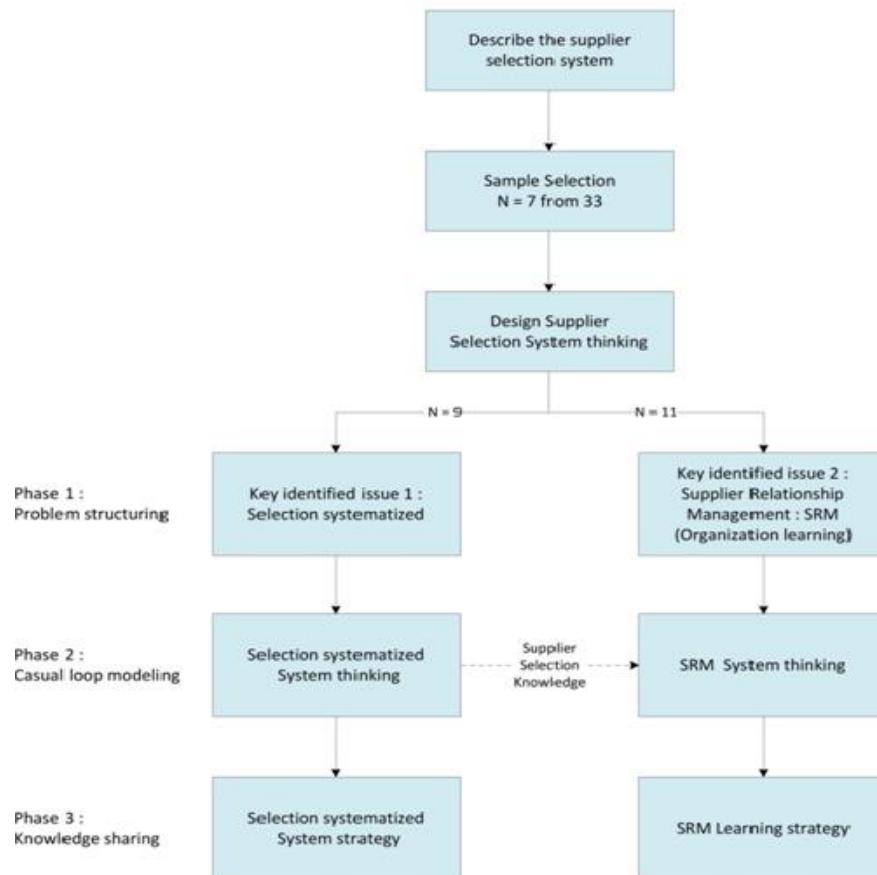 Describe the supplier
selection system
Sample Selection
N = 7 from 33
Design Supplier
Selection System thinking
N = 9
N = 11
Phase 1 :
Problem structuring
Key identified issue 1 :
Selection systematized
Key identified issue 2 :
Supplier Relationship
Management : SRM
(Organization learning)
Phase 2 :
Casual loop modeling
Selection systematized
System thinking
Supplier
Selection
Knowledge
SRM System thinking
Phase 3 :
Knowledge sharing
Selection systematized
System strategy
SRM Learning strategy